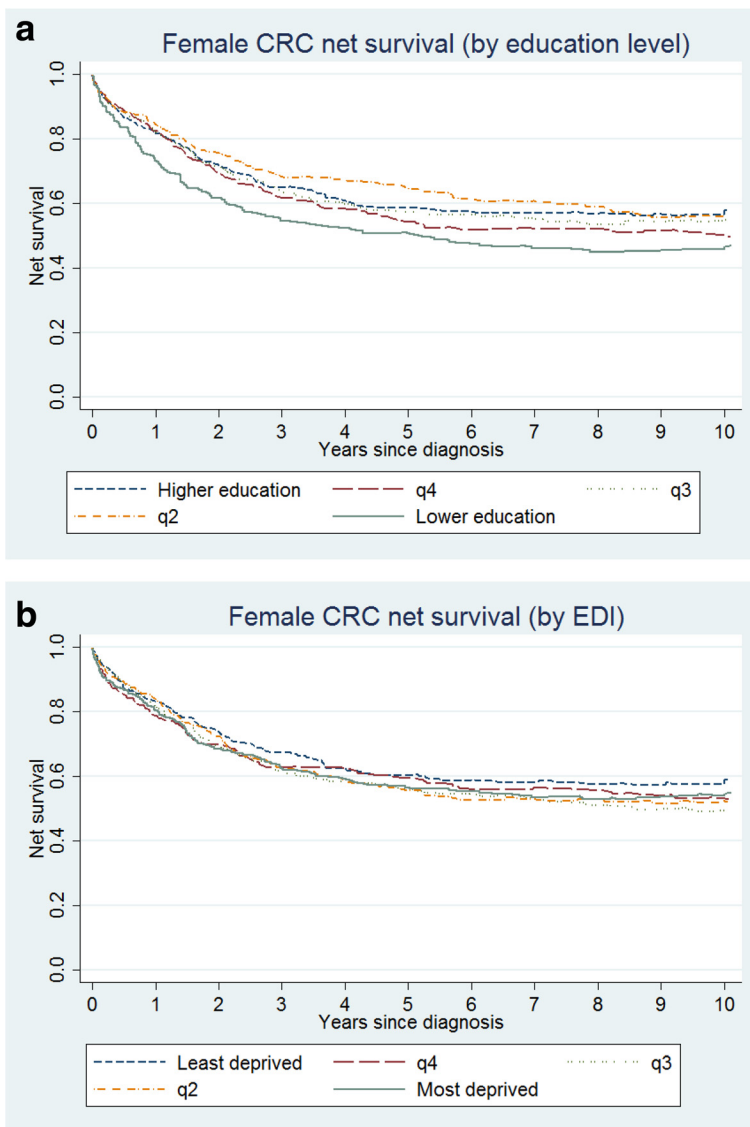 a
Female CRC net survival (by education level)
Net survival
1.0
0.8
0.6
0.4
0.2
0.0
0 1 2 3 4 5 6 7 8 9 10
Years since diagnosis
Higher education q4 q3
q2 Lower education
b
Female CRC net survival (by EDI)
Net survival
1.0
0.8
0.6
0.4
0.2
0.0
0 1 2 3 4 5 6 7 8 9 10
Years since diagnosis
Least deprived q4 q3
q2 Most deprived